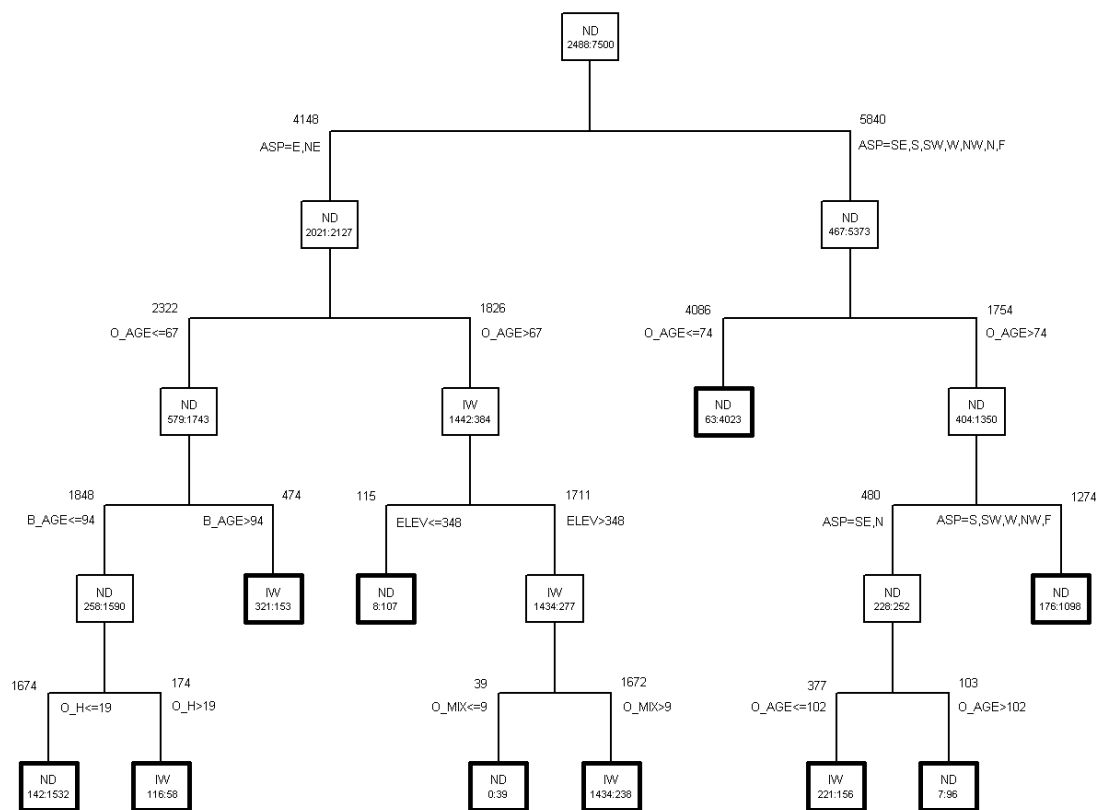 ND
2488:7500
4148
5840
ASP=E,NE
ASP=SE,S,SW,W,NW,N,F
ND
2021:2127
ND
467:5373
2322
1826
4086
1754
O_AGE<=67
O_AGE>67
O_AGE<=74
O_AGE>74
ND
579:1743
IW
1442:384
ND
63:4023
ND
404:1350
1848
474
115
1711
480
1274
B_AGE<=94
B_AGE>94
ELEV<=348
ELEV>348
ASP=SE,N
ASP=S,SW,W,NW,F
ND
258:1590
IW
321:153
ND
8:107
IW
1434:277
ND
228:252
ND
176:1098
1674
174
39
1672
377
103
O_H<=19
O_H>19
O_MIX<=9
O_MIX>9
O_AGE<=102
O_AGE>102
ND
142:1532
IW
116:58
ND
0:39
IW
1434:238
IW
221:156
ND
7:96